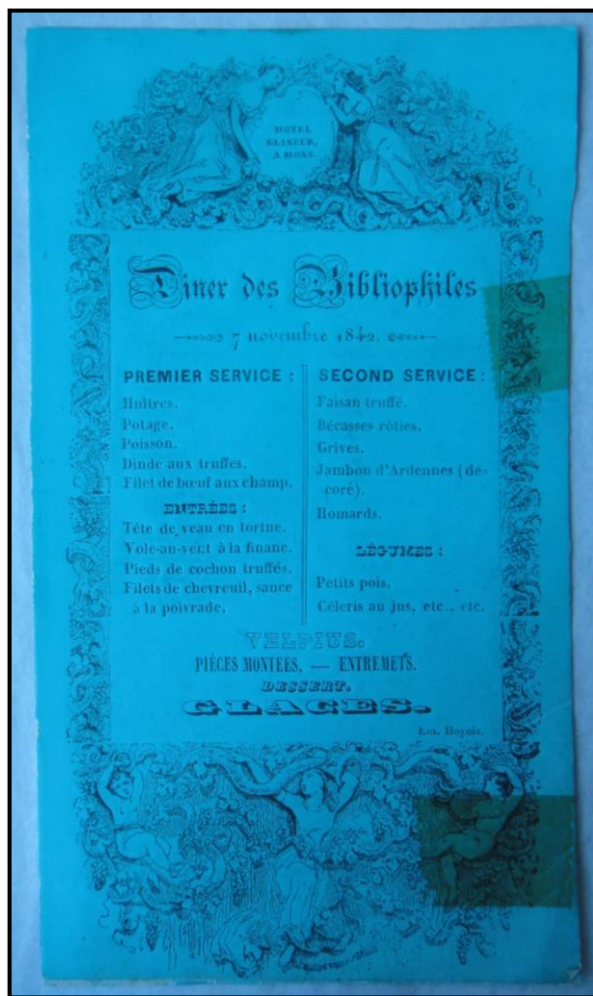 HOTEL
GLISEUR,
A MONS.
Diner des Bibliophiles
7 novembre 1842.
PREMIER SERVICE :
Huîtres.
Potage.
Poisson.
Dinde aux truffes.
Filet de bœuf aux champ.
ENTRÉES :
Tête de veau en tortue.
Vole-au-vent à la financ.
Pieds de cochon truffés.
Filets de chevreuil, sauce
à la poivrade.
SECOND SERVICE :
Faisan truffé.
Bécasses rôties.
Grives.
Jambon d'Ardennes (dé-
coré).
Homards.
LÉGUMES :
Petits pois.
Céleris au jus, etc., etc.
VELPIUS.
PIÈCES MONTÉES. — ENTREMETS.
DESSERT.
GLACES.
Em. Hoyois.